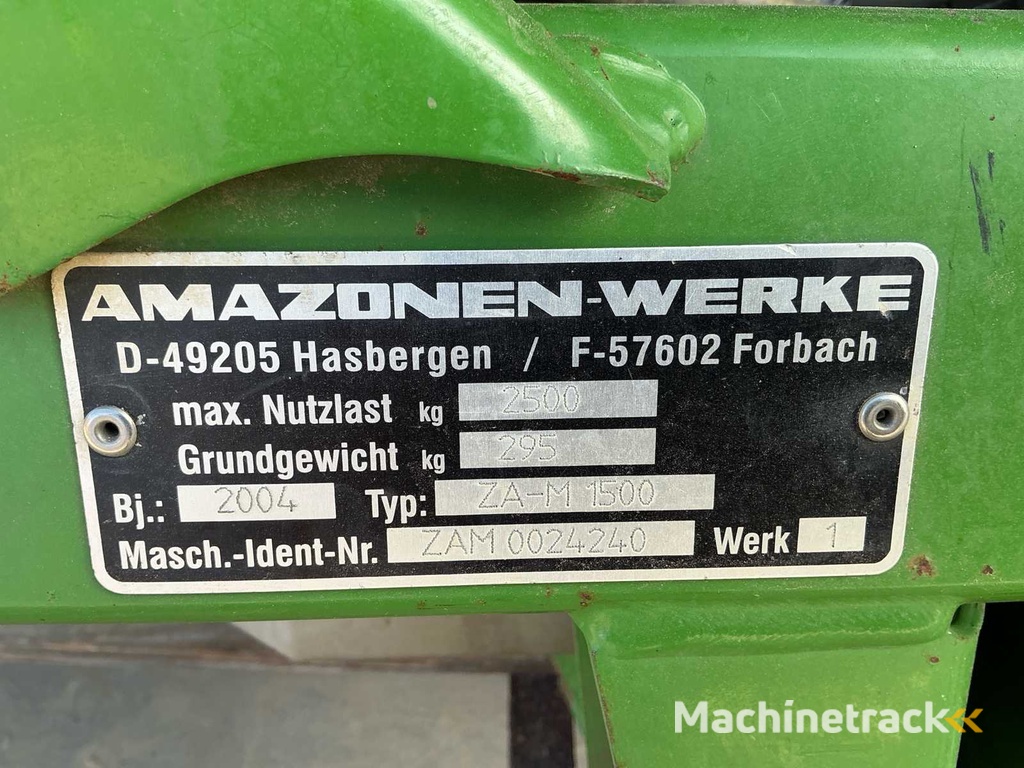 AMAZONEN-WERKE
D-49205 Hasbergen / F-57602 Forbach
max. Nutzlast kg 2500
Grundgewicht kg 295
Bj.: 2004 Typ: ZA-M 1500
Masch.-Ident-Nr. ZAM 0024240 Werk 1
Machinetrack